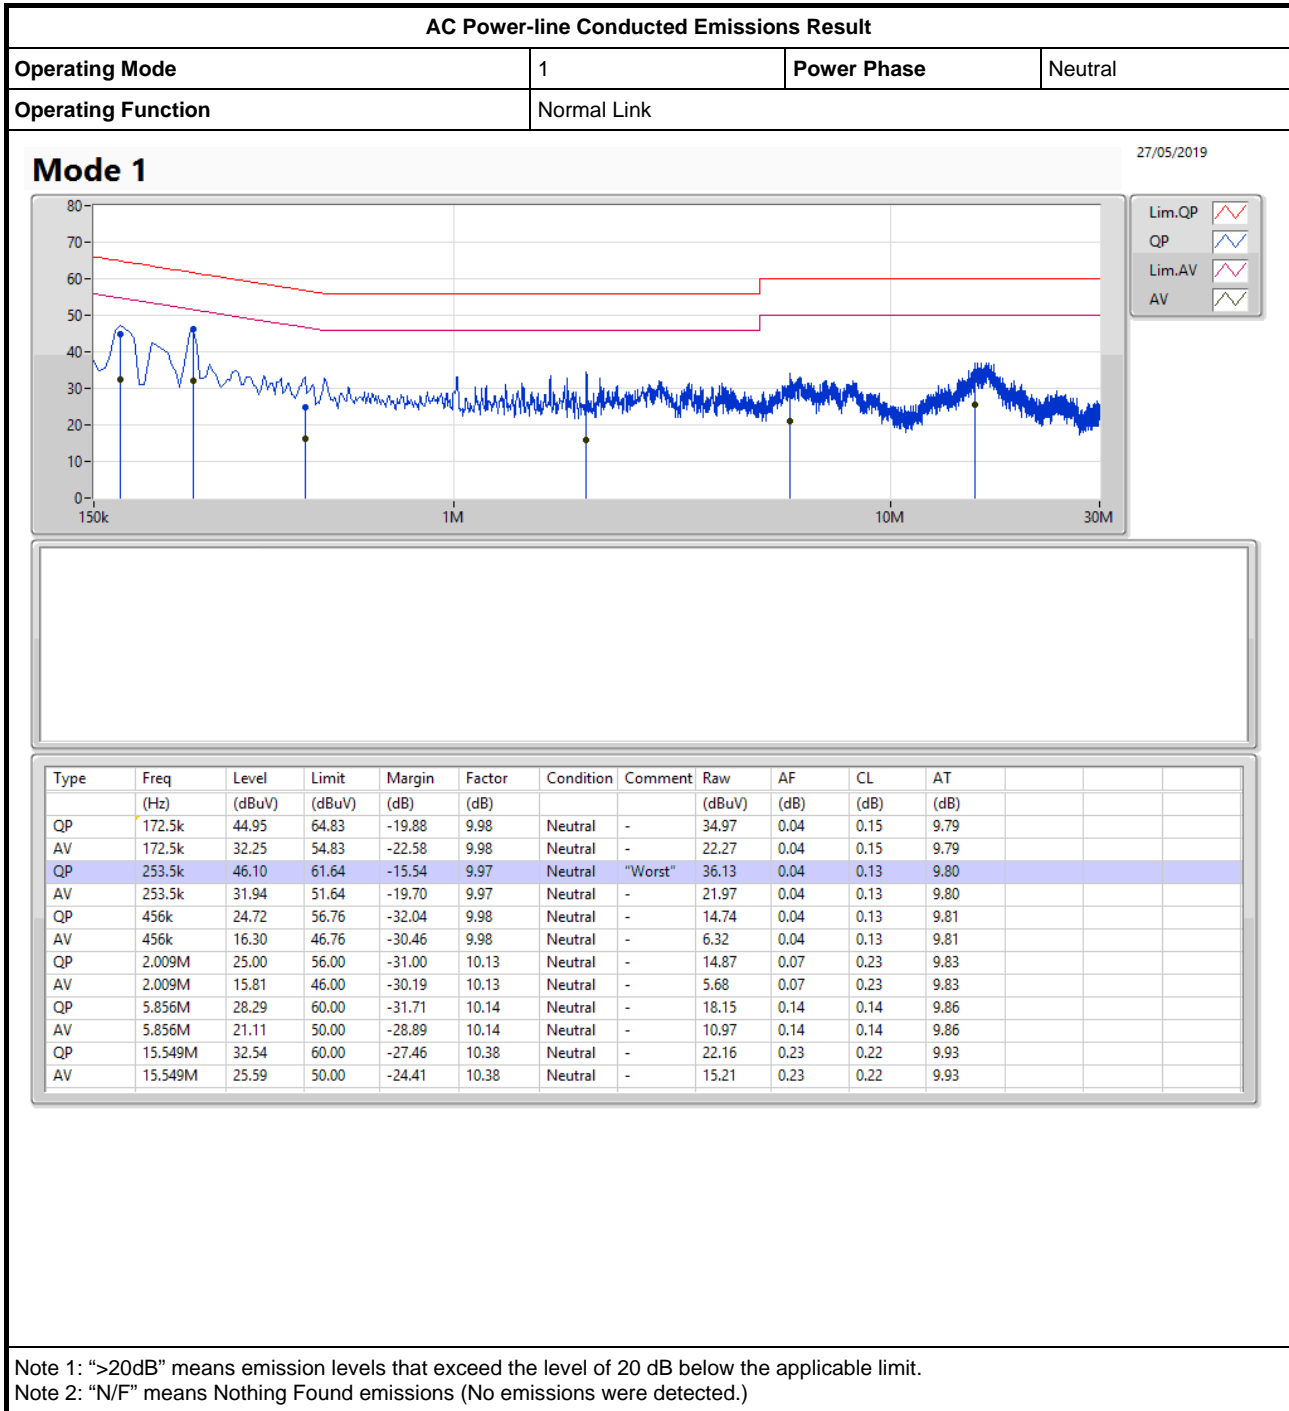 AC Power-line Conducted Emissions Result
Operating Mode 1 Power Phase Neutral
Operating Function Normal Link
27/05/2019
Mode 1
80
70
60
50
40
30
20
10
0
150k 1M 10M 30M
Lim.QP
QP
Lim.AV
AV
Type Freq Level Limit Margin Factor Condition Comment Raw AF CL AT
(Hz) (dBuV) (dBuV) (dB) (dB) (dBuV) (dB) (dB) (dB)
QP 172.5k 44.95 64.83 -19.88 9.98 Neutral - 34.97 0.04 0.15 9.79
AV 172.5k 32.25 54.83 -22.58 9.98 Neutral - 22.27 0.04 0.15 9.79
QP 253.5k 46.10 61.64 -15.54 9.97 Neutral "Worst" 36.13 0.04 0.13 9.80
AV 253.5k 31.94 51.64 -19.70 9.97 Neutral - 21.97 0.04 0.13 9.80
QP 456k 24.72 56.76 -32.04 9.98 Neutral - 14.74 0.04 0.13 9.81
AV 456k 16.30 46.76 -30.46 9.98 Neutral - 6.32 0.04 0.13 9.81
QP 2.009M 25.00 56.00 -31.00 10.13 Neutral - 14.87 0.07 0.23 9.83
AV 2.009M 15.81 46.00 -30.19 10.13 Neutral - 5.68 0.07 0.23 9.83
QP 5.856M 28.29 60.00 -31.71 10.14 Neutral - 18.15 0.14 0.14 9.86
AV 5.856M 21.11 50.00 -28.89 10.14 Neutral - 10.97 0.14 0.14 9.86
QP 15.549M 32.54 60.00 -27.46 10.38 Neutral - 22.16 0.23 0.22 9.93
AV 15.549M 25.59 50.00 -24.41 10.38 Neutral - 15.21 0.23 0.22 9.93
Note 1: “>20dB” means emission levels that exceed the level of 20 dB below the applicable limit.
Note 2: “N/F” means Nothing Found emissions (No emissions were detected.)